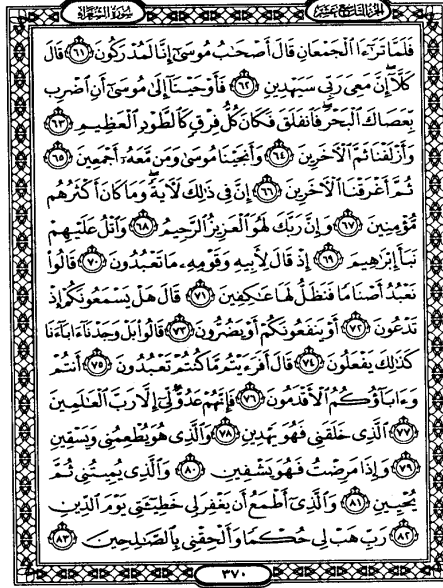 الجزء التاسع عشر
سورة الشعراء
فَلَمَّا تَرَٰٓءَا ٱلْجَمْعَانِ قَالَ أَصْحَٰبُ مُوسَىٰٓ إِنَّا لَمُدْرَكُونَ ٦١ قَالَ
كَلَّآ إِنَّ مَعِىَ رَبِّى سَيَهْدِينِ ٦٢ فَأَوْحَيْنَآ إِلَىٰ مُوسَىٰٓ أَنِ ٱضْرِب
بِّعَصَاكَ ٱلْبَحْرَ فَٱنفَلَقَ فَكَانَ كُلُّ فِرْقٍ كَٱلطَّوْدِ ٱلْعَظِيمِ ٦٣
وَأَزْلَفْنَا ثَمَّ ٱلْءَاخَرِينَ ٦٤ وَأَنجَيْنَا مُوسَىٰ وَمَن مَّعَهُۥٓ أَجْمَعِينَ ٦٥
ثُمَّ أَغْرَقْنَا ٱلْءَاخَرِينَ ٦٦ إِنَّ فِى ذَٰلِكَ لَءَايَةً وَمَا كَانَ أَكْثَرُهُم
مُّؤْمِنِينَ ٦٧ وَإِنَّ رَبَّكَ لَهُوَ ٱلْعَزِيزُ ٱلرَّحِيمُ ٦٨ وَٱتْلُ عَلَيْهِمْ
نَبَأَ إِبْرَٰهِيمَ ٦٩ إِذْ قَالَ لِأَبِيهِ وَقَوْمِهِۦ مَا تَعْبُدُونَ ٧٠ قَالُوا۟
نَعْبُدُ أَصْنَامًا فَنَظَلُّ لَهَا عَٰكِفِينَ ٧١ قَالَ هَلْ يَسْمَعُونَكُمْ إِذْ
تَدْعُونَ ٧٢ أَوْ يَنفَعُونَكُمْ أَوْ يَضُرُّونَ ٧٣ قَالُوا۟ بَلْ وَجَدْنَآ ءَابَآءَنَا
كَذَٰلِكَ يَفْعَلُونَ ٧٤ قَالَ أَفَرَءَيْتُم مَّا كُنتُمْ تَعْبُدُونَ ٧٥ أَنتُمْ
وَءَابَآؤُكُمُ ٱلْأَقْدَمُونَ ٧٦ فَإِنَّهُمْ عَدُوٌّ لِّىٓ إِلَّا رَبَّ ٱلْعَٰلَمِينَ
٧٧ ٱلَّذِى خَلَقَنِى فَهُوَ يَهْدِينِ ٧٨ وَٱلَّذِى هُوَ يُطْعِمُنِى وَيَسْقِينِ
٧٩ وَإِذَا مَرِضْتُ فَهُوَ يَشْفِينِ ٨٠ وَٱلَّذِى يُمِيتُنِى ثُمَّ
يُحْيِينِ ٨١ وَٱلَّذِىٓ أَطْمَعُ أَن يَغْفِرَ لِى خَطِيٓـَٔتِى يَوْمَ ٱلدِّينِ
٨٢ رَبِّ هَبْ لِى حُكْمًا وَأَلْحِقْنِى بِٱلصَّٰلِحِينَ ٨٣
٣٧٠